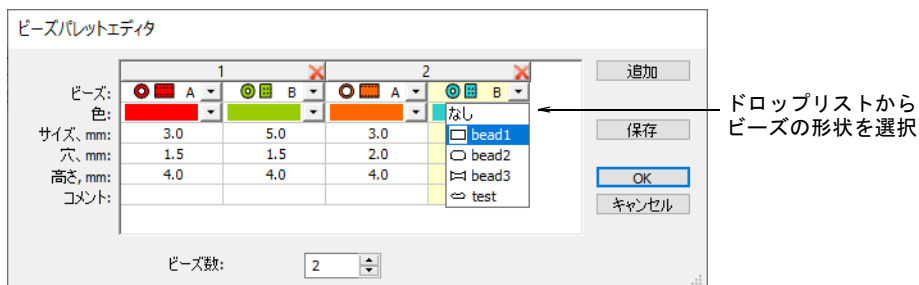 ビーズパレットエディタ
1 2
ビーズ: A B A B
色:
サイズ、mm: 3.0 5.0 3.0
穴、mm: 1.5 1.5 2.0
高さ, mm: 4.0 4.0 4.0
コメント:
なし
bead1
bead2
bead3
test
ビーズ数: 2
追加
保存
OK
キャンセル
ドロップリストから
ビーズの形状を選択